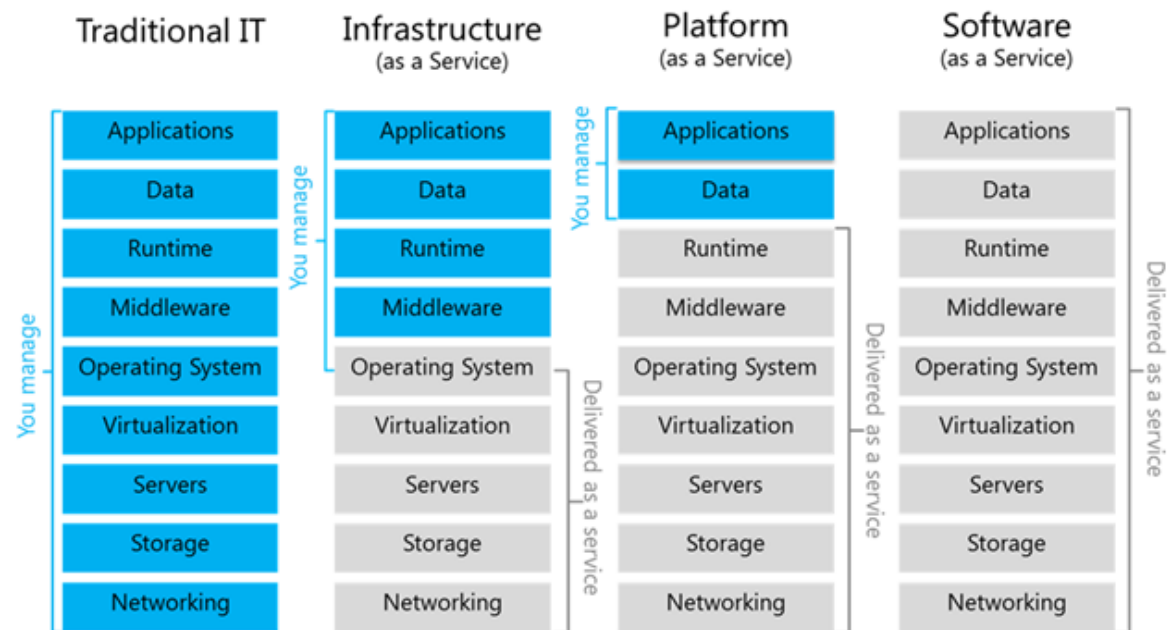 Traditional IT
Infrastructure
(as a Service)
Platform
(as a Service)
Software
(as a Service)
You manage
Applications
Data
Runtime
Middleware
Operating System
Virtualization
Servers
Storage
Networking
You manage
Applications
Data
Runtime
Middleware
Operating System
Virtualization
Servers
Storage
Networking
Delivered as a service
You manage
Applications
Data
Runtime
Middleware
Operating System
Virtualization
Servers
Storage
Networking
Delivered as a service
Applications
Data
Runtime
Middleware
Operating System
Virtualization
Servers
Storage
Networking
Delivered as a service